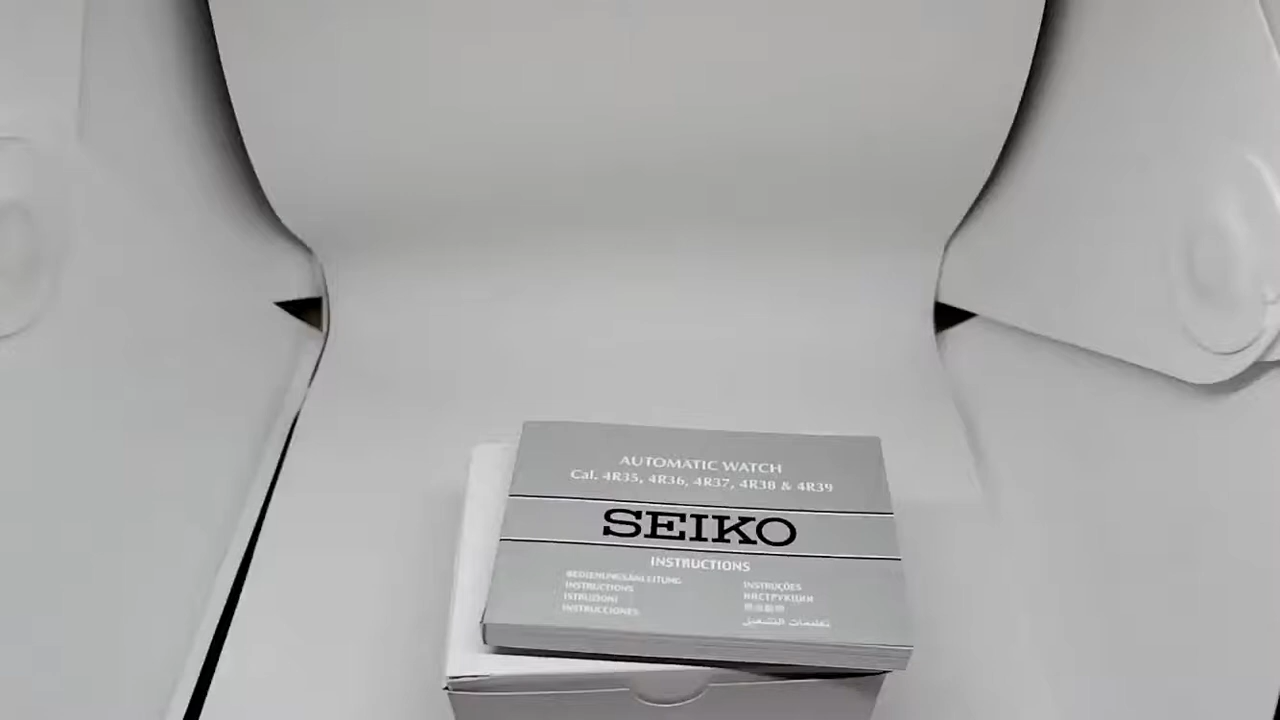 AUTOMATIC WATCH
Cal. 4R35, 4R36, 4R37, 4R38 & 4R39
SEIKO
INSTRUCTIONS
BEDIENUNGSANLEITUNG
INSTRUCTIONS
ISTRUZIONI
INSTRUCCIONES
INSTRUÇÕES
ИНСТРУКЦИИ
تعليمات التشغيل